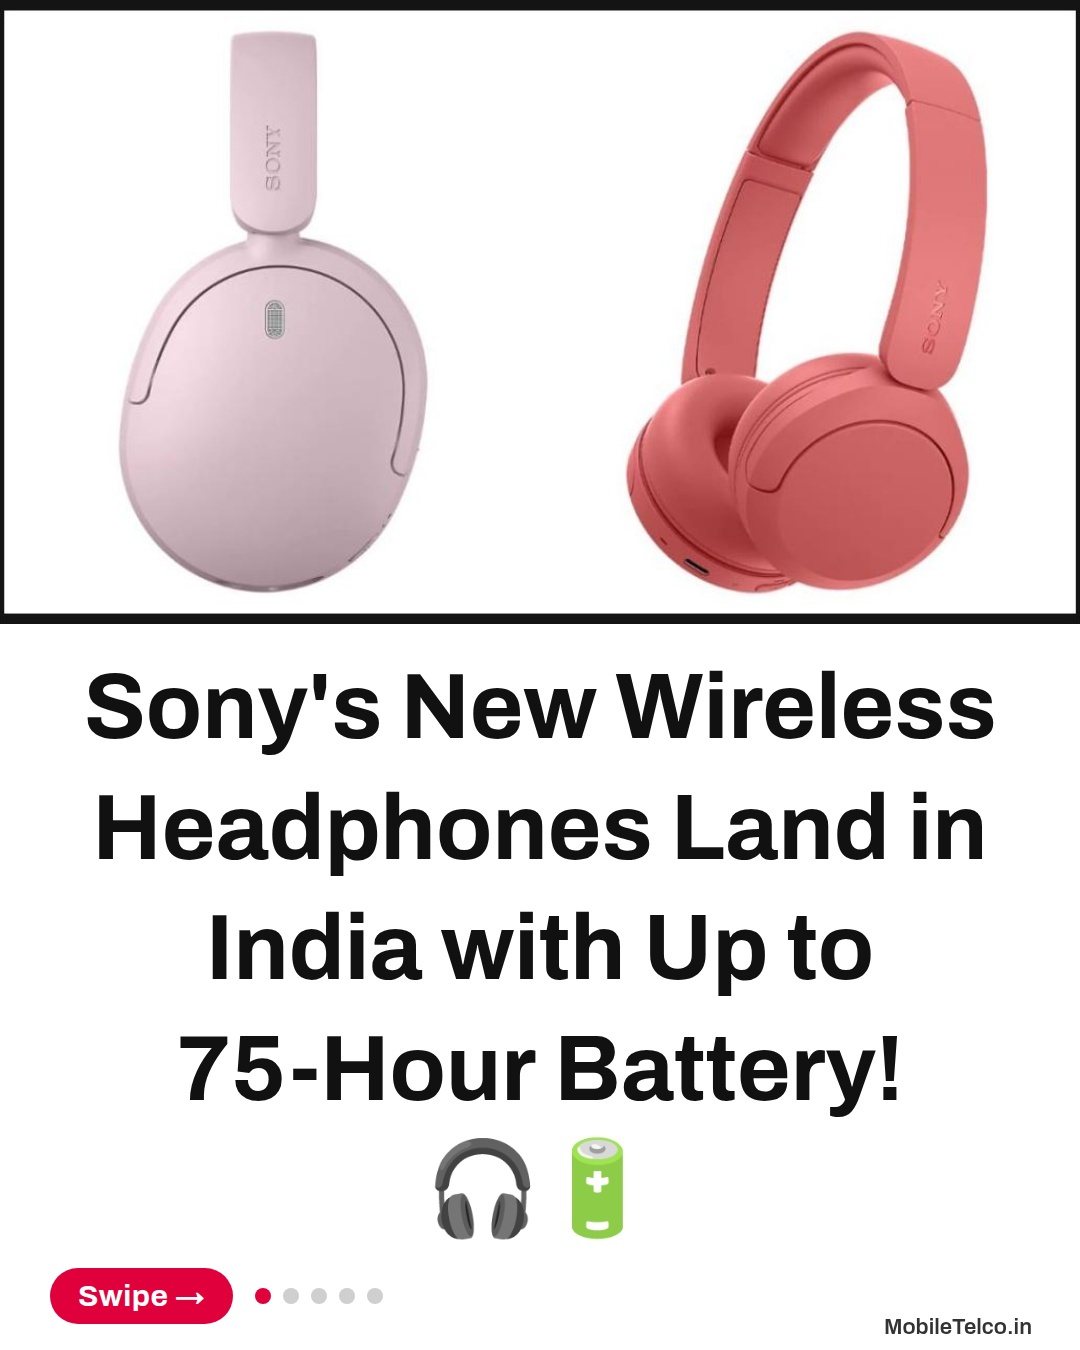 SONY
SONY
Sony's New Wireless
Headphones Land in
India with Up to
75-Hour Battery!
Swipe →
MobileTelco.in